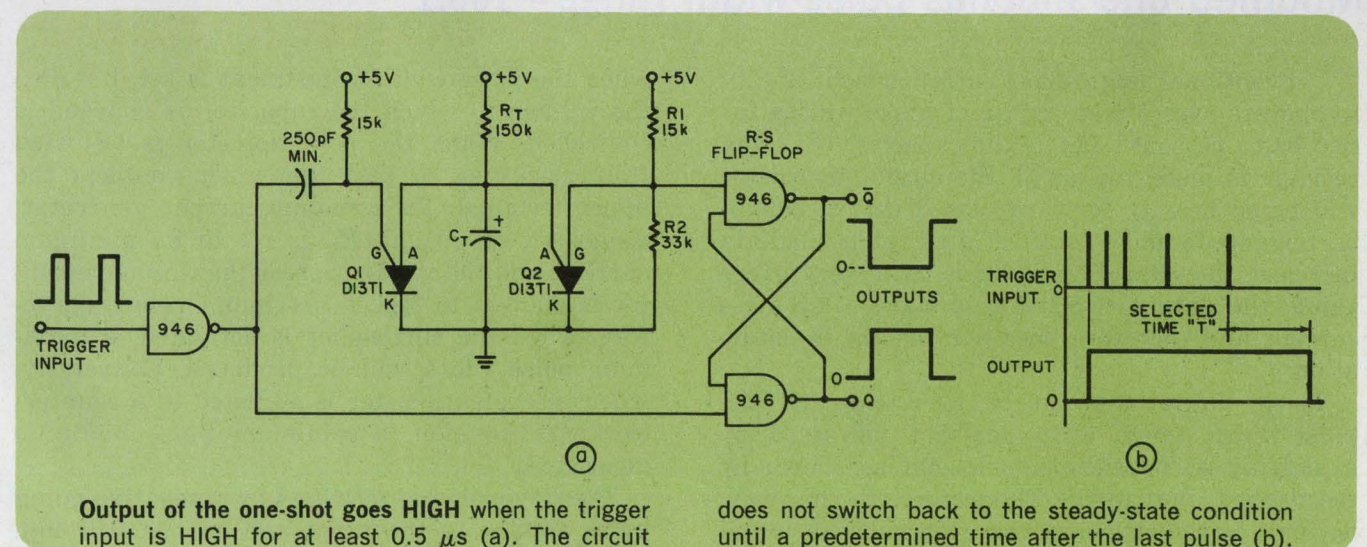 +5V
+5V
+5V
15k
RT
150k
R1
15k
250pF
MIN.
R-S
FLIP-FLOP
946
Q̄
CT
+
R2
33k
G
A
Q1
D13T1
K
A
G
Q2
D13T1
K
O
OUTPUTS
946
TRIGGER
INPUT
O
946
Q
TRIGGER
INPUT
O
SELECTED
TIME "T"
OUTPUT
O
a
b
Output of the one-shot goes HIGH when the trigger
input is HIGH for at least 0.5 μs (a). The circuit
does not switch back to the steady-state condition
until a predetermined time after the last pulse (b).